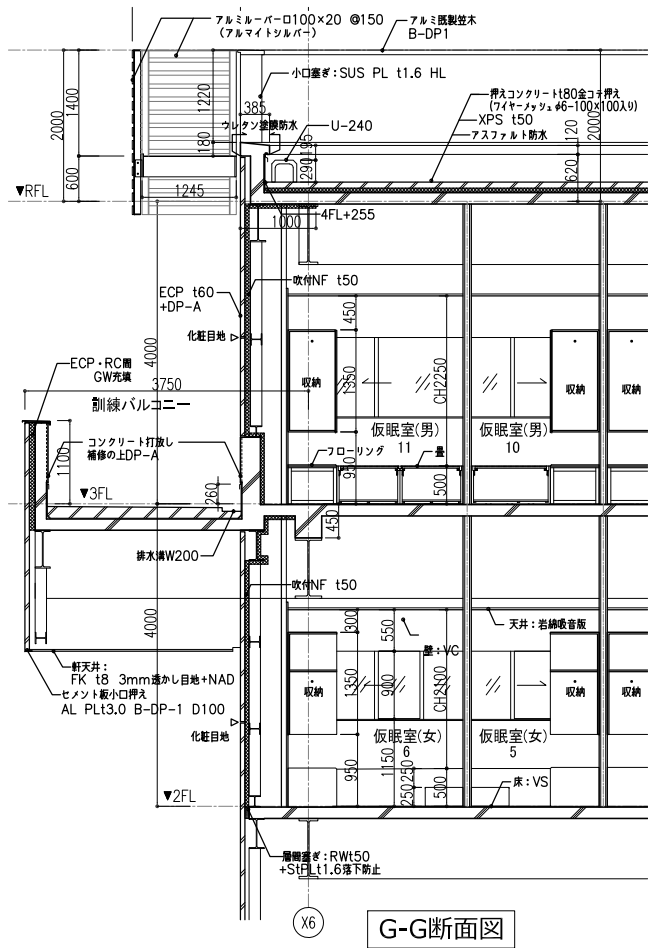 アルミルーバーロ100×20 @150
(アルマイトシルバー)
アルミ既製笠木
B-DP1
小口塞ぎ:SUS PL t1.6 HL
押えコンクリートt80金コテ押え
(ワイヤーメッシュφ6-100×100入り)
XPS t50
アスファルト防水
ウレタン塗膜防水
U-240
2000
1400
600
1220
180
385
195
290
120
2000
620
▼RFL
1245
1000
4FL+255
ECP t60
+DP-A
吹付NF t50
化粧目地
4000
450
1350
950
CH2250
500
収納
収納
収納
ECP・RC間
GW充填
3750
訓練バルコニー
コンクリート打放し
補修の上DP-A
1100
260
仮眠室(男)
11
仮眠室(男)
10
フローリング
畳
▼3FL
排水溝W200
450
吹付NF t50
4000
300
550
天井:岩綿吸音版
壁:VC
1350
900
CH2100
収納
収納
収納
軒天井:
FK t8 3mm透かし目地+NAD
セメント板小口押え
AL PLt3.0 B-DP-1 D100
化粧目地
仮眠室(女)
6
仮眠室(女)
5
950
1150
250
250
500
床:VS
▼2FL
層間塞ぎ:RWt50
+StPLt1.6落下防止
X6
G-G断面図